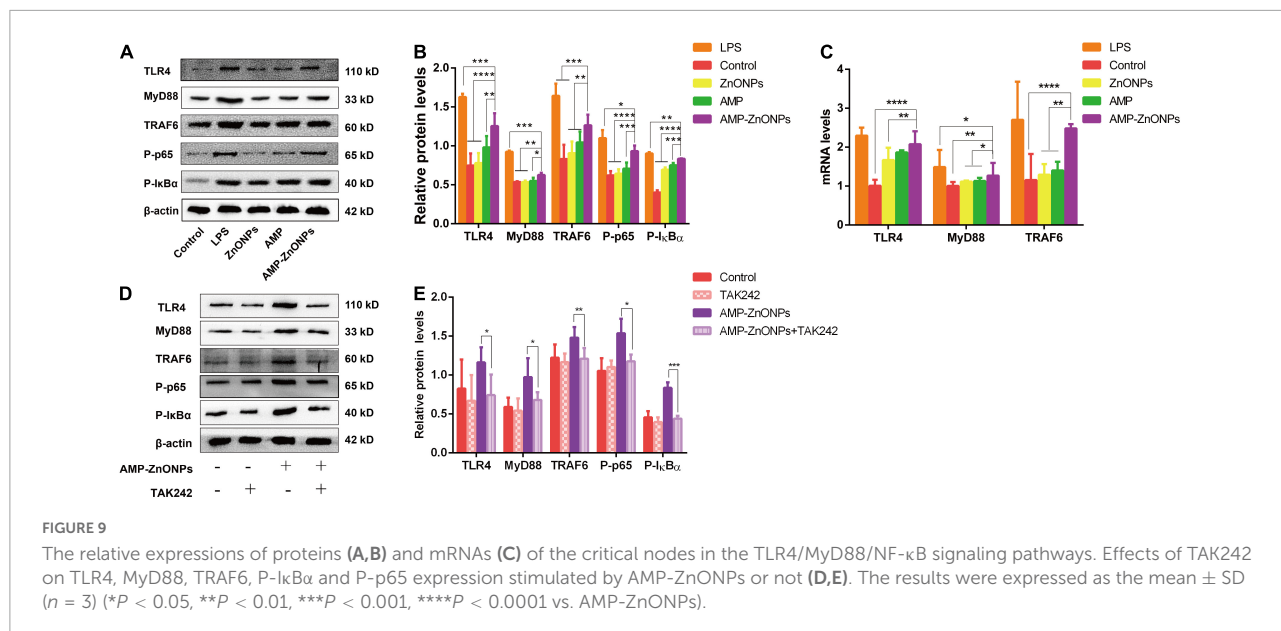 A
TLR4 110 kD
MyD88 33 kD
TRAF6 60 kD
P-p65 65 kD
P-IκBα 40 kD
β-actin 42 kD
Control LPS ZnONPs AMP AMP-ZnONPs
B
Relative protein levels
2.0
1.5
1.0
0.5
0.0
*** **** ** *** ** * *** ** * **** *** ** **** ***
TLR4 MyD88 TRAF6 P-p65 P-IκBα
LPS
Control
ZnONPs
AMP
AMP-ZnONPs
C
mRNA levels
4
3
2
1
0
**** ** * ** * **** **
TLR4 MyD88 TRAF6
LPS
Control
ZnONPs
AMP
AMP-ZnONPs
D
TLR4 110 kD
MyD88 33 kD
TRAF6 60 kD
P-p65 65 kD
P-IκBα 40 kD
β-actin 42 kD
AMP-ZnONPs - - + +
TAK242 - + - +
E
Relative protein levels
2.0
1.5
1.0
0.5
0.0
* * ** * ***
TLR4 MyD88 TRAF6 P-p65 P-IκBα
Control
TAK242
AMP-ZnONPs
AMP-ZnONPs+TAK242
FIGURE 9
The relative expressions of proteins (A,B) and mRNAs (C) of the critical nodes in the TLR4/MyD88/NF-κB signaling pathways. Effects of TAK242
on TLR4, MyD88, TRAF6, P-IκBα and P-p65 expression stimulated by AMP-ZnONPs or not (D,E). The results were expressed as the mean ± SD
(n = 3) (*P < 0.05, **P < 0.01, ***P < 0.001, ****P < 0.0001 vs. AMP-ZnONPs).